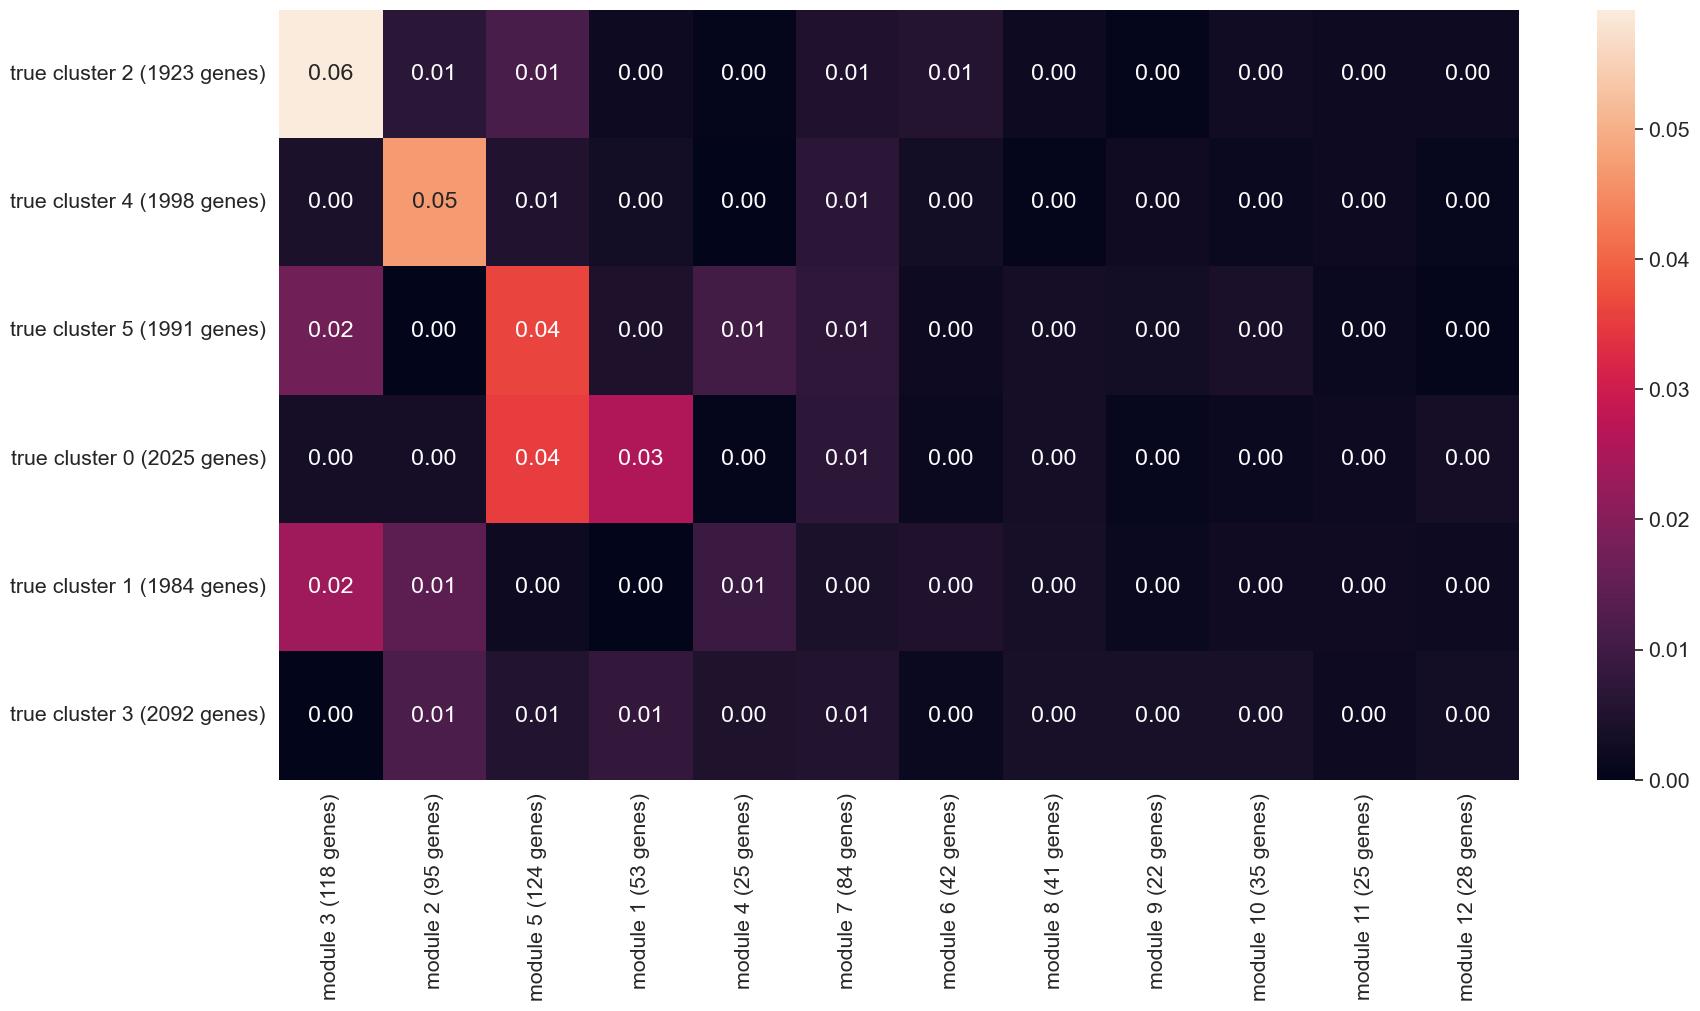 true cluster 2 (1923 genes) 0.06 0.01 0.01 0.00 0.00 0.01 0.01 0.00 0.00 0.00 0.00 0.00
true cluster 4 (1998 genes) 0.00 0.05 0.01 0.00 0.00 0.01 0.00 0.00 0.00 0.00 0.00 0.00
true cluster 5 (1991 genes) 0.02 0.00 0.04 0.00 0.01 0.01 0.00 0.00 0.00 0.00 0.00 0.00
true cluster 0 (2025 genes) 0.00 0.00 0.04 0.03 0.00 0.01 0.00 0.00 0.00 0.00 0.00 0.00
true cluster 1 (1984 genes) 0.02 0.01 0.00 0.00 0.01 0.00 0.00 0.00 0.00 0.00 0.00 0.00
true cluster 3 (2092 genes) 0.00 0.01 0.01 0.01 0.00 0.01 0.00 0.00 0.00 0.00 0.00 0.00
module 3 (118 genes)
module 2 (95 genes)
module 5 (124 genes)
module 1 (53 genes)
module 4 (25 genes)
module 7 (84 genes)
module 6 (42 genes)
module 8 (41 genes)
module 9 (22 genes)
module 10 (35 genes)
module 11 (25 genes)
module 12 (28 genes)
0.05
0.04
0.03
0.02
0.01
0.00